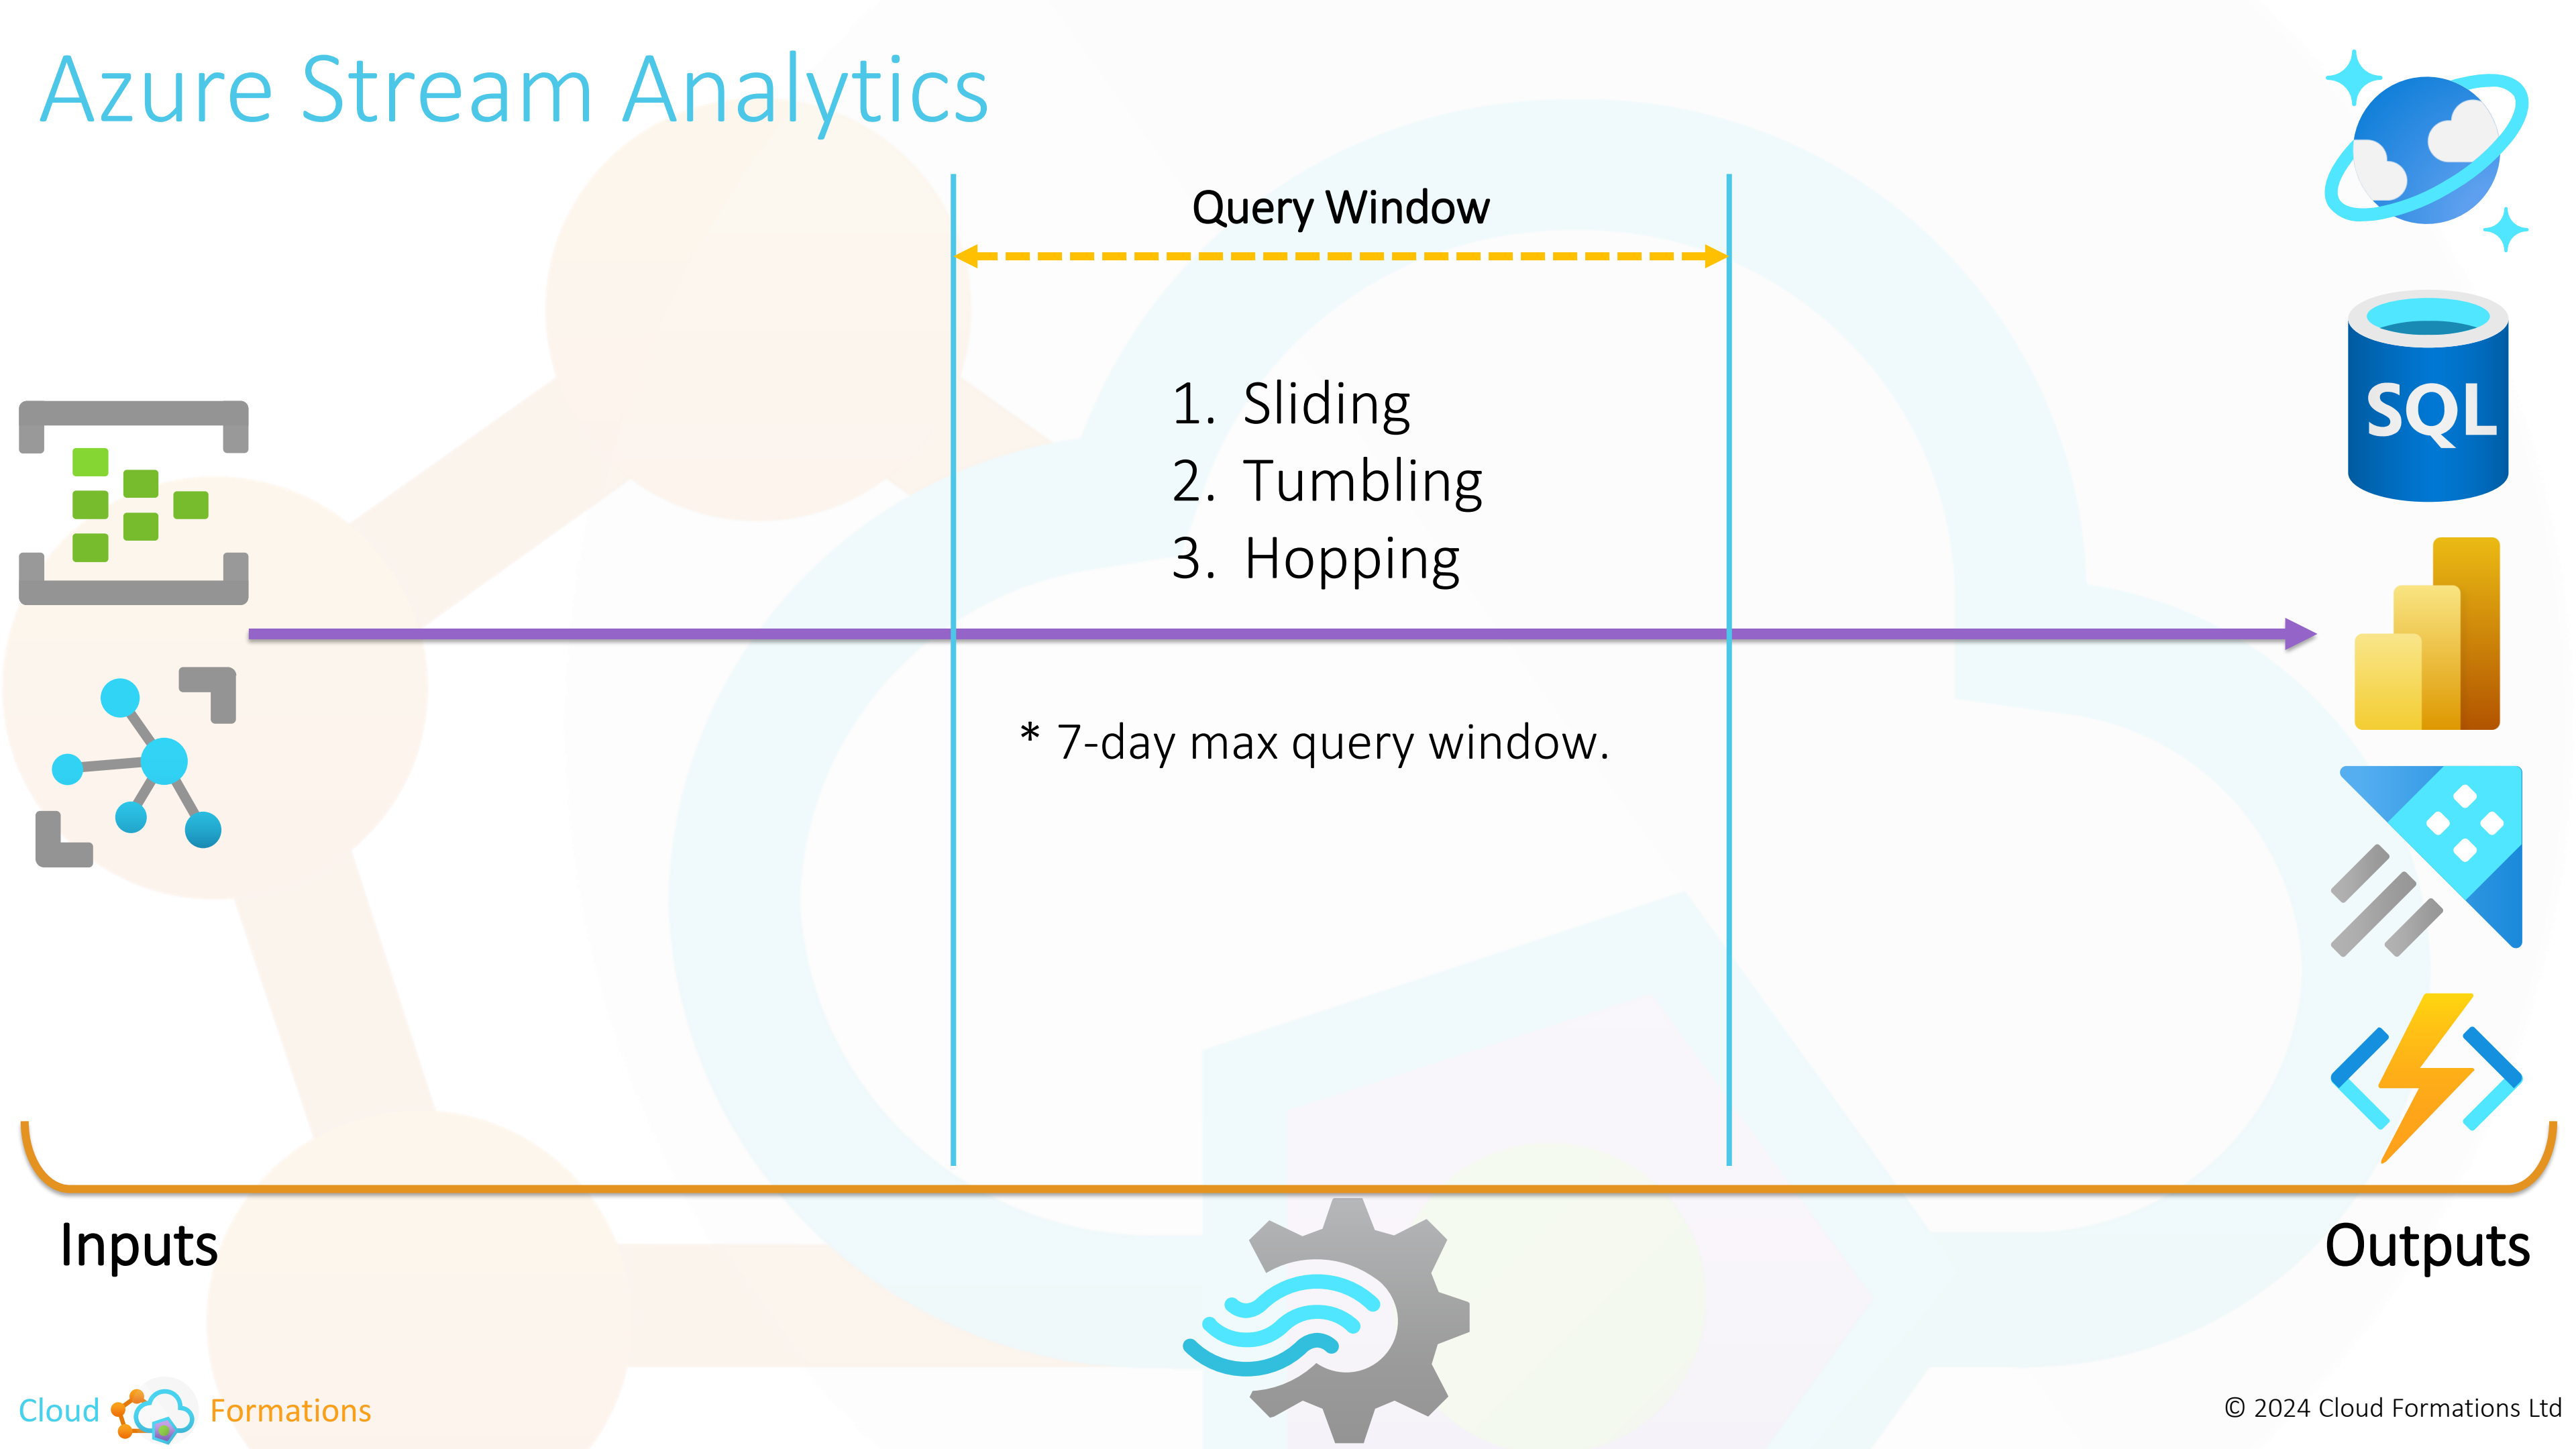 Azure Stream Analytics
Query Window
1. Sliding
2. Tumbling
3. Hopping
* 7-day max query window.
SQL
Inputs
Outputs
Cloud Formations
© 2024 Cloud Formations Ltd